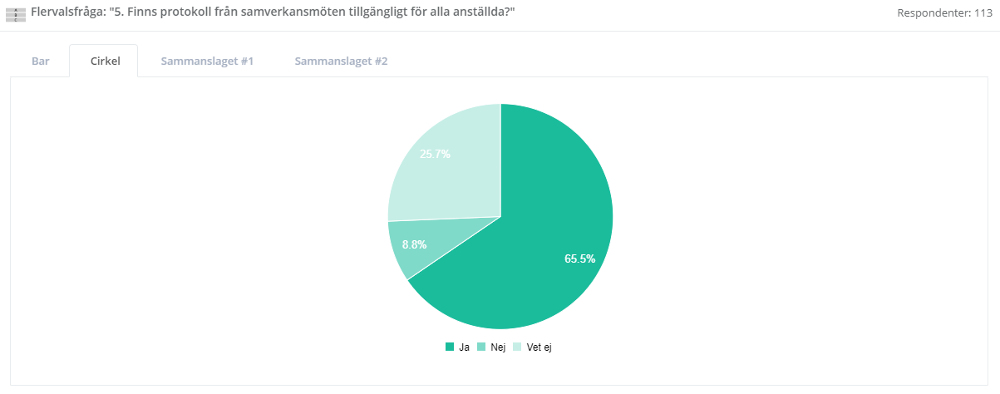 A
B
C
Flervalsfråga: "5. Finns protokoll från samverkansmöten tillgängligt för alla anställda?" Respondenter: 113
Bar Cirkel Sammanslaget #1 Sammanslaget #2
25.7%
8.8%
65.5%
Ja Nej Vet ej